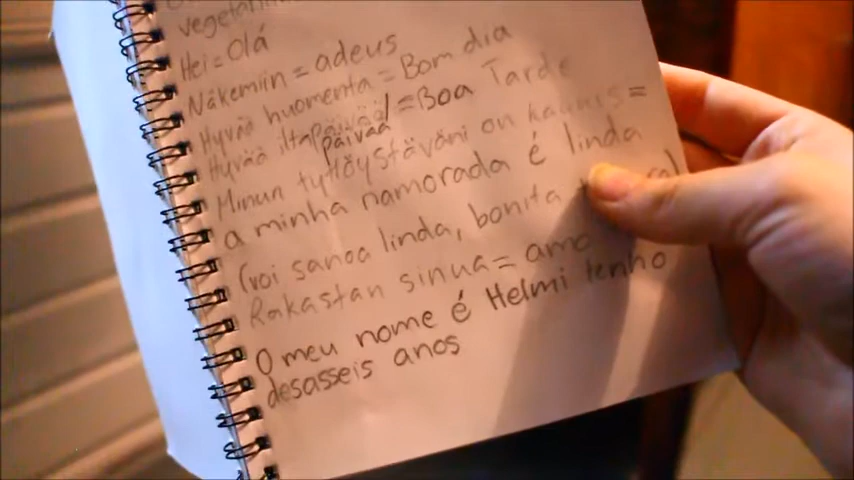 Hei = Olá
Näkemiin = adeus
Hyvää huomenta = Bom dia
Hyvää iltapäivää! = Boa Tarde
päivää
Minun tyttöystäväni on kaunis =
a minha namorada é linda
(voi sanoa linda, bonita
Rakastan sinua = amo
O meu nome é Helmi tenho
desasseis anos